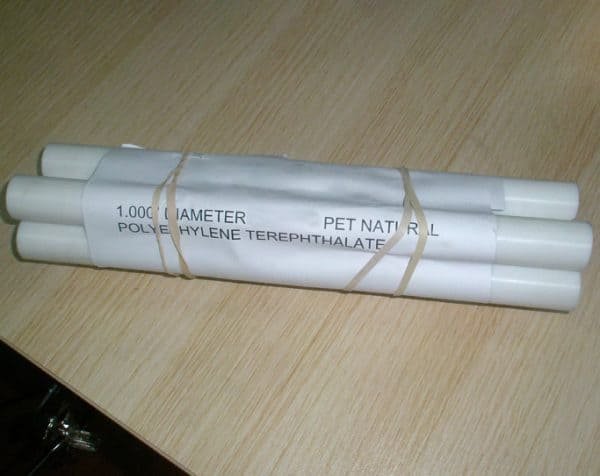 1.000" DIAMETER PET NATURAL
POLYETHYLENE TEREPHTHALATE